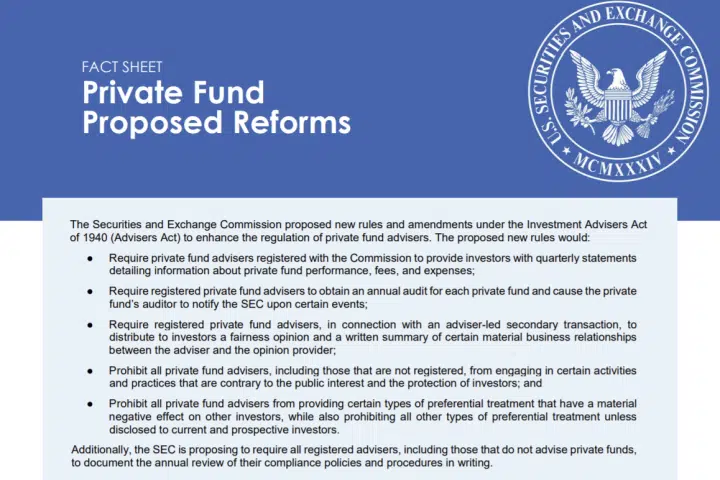 FACT SHEET
Private Fund
Proposed Reforms
U.S. SECURITIES AND EXCHANGE COMMISSION
MCMXXXIV
The Securities and Exchange Commission proposed new rules and amendments under the Investment Advisers Act
of 1940 (Advisers Act) to enhance the regulation of private fund advisers. The proposed new rules would:
● Require private fund advisers registered with the Commission to provide investors with quarterly statements
detailing information about private fund performance, fees, and expenses;
● Require registered private fund advisers to obtain an annual audit for each private fund and cause the private
fund's auditor to notify the SEC upon certain events;
● Require registered private fund advisers, in connection with an adviser-led secondary transaction, to
distribute to investors a fairness opinion and a written summary of certain material business relationships
between the adviser and the opinion provider;
● Prohibit all private fund advisers, including those that are not registered, from engaging in certain activities
and practices that are contrary to the public interest and the protection of investors; and
● Prohibit all private fund advisers from providing certain types of preferential treatment that have a material
negative effect on other investors, while also prohibiting all other types of preferential treatment unless
disclosed to current and prospective investors.
Additionally, the SEC is proposing to require all registered advisers, including those that do not advise private funds,
to document the annual review of their compliance policies and procedures in writing.